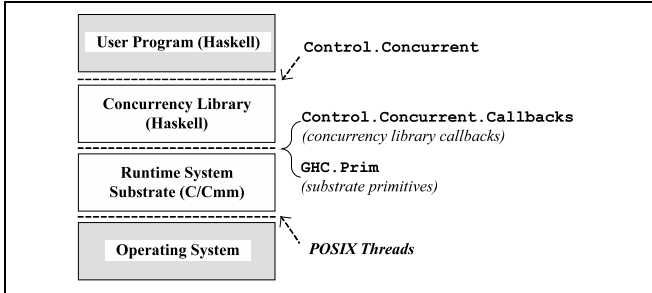 User Program (Haskell)
Control.Concurrent
Concurrency Library
(Haskell)
Control.Concurrent.Callbacks
(concurrency library callbacks)
GHC.Prim
(substrate primitives)
Runtime System
Substrate (C/Cmm)
Operating System
POSIX Threads